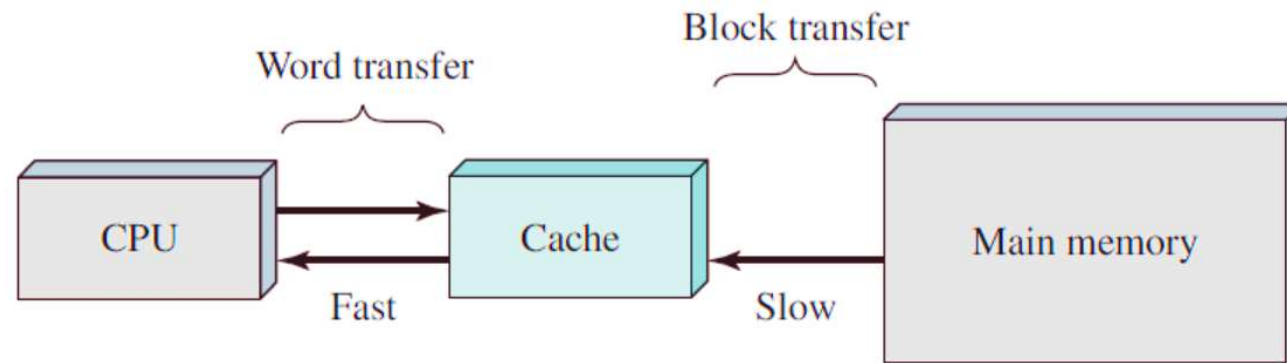 Block transfer
Word transfer
CPU
Cache
Main memory
Fast
Slow